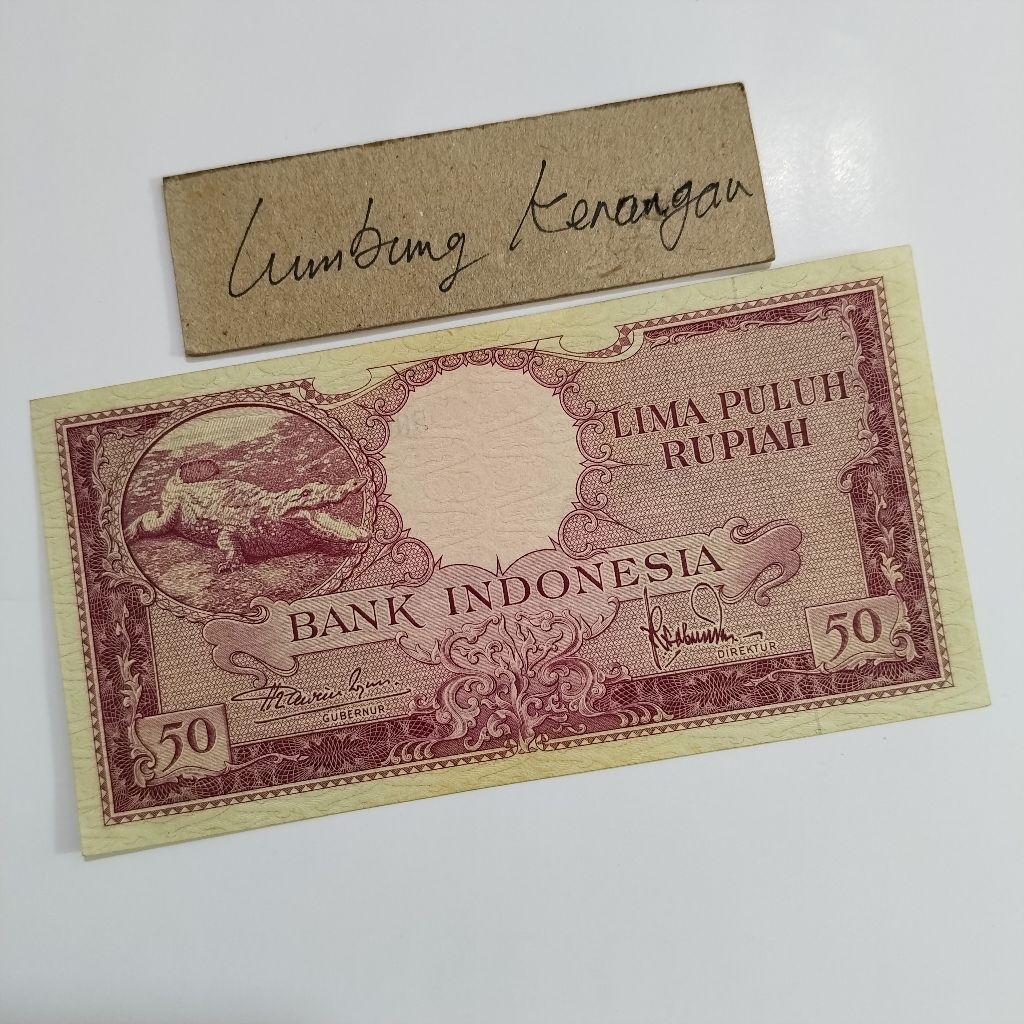 Lumbung Kenangan
LIMA PULUH
RUPIAH
BANK INDONESIA
DIREKTUR
50
GUBERNUR
50